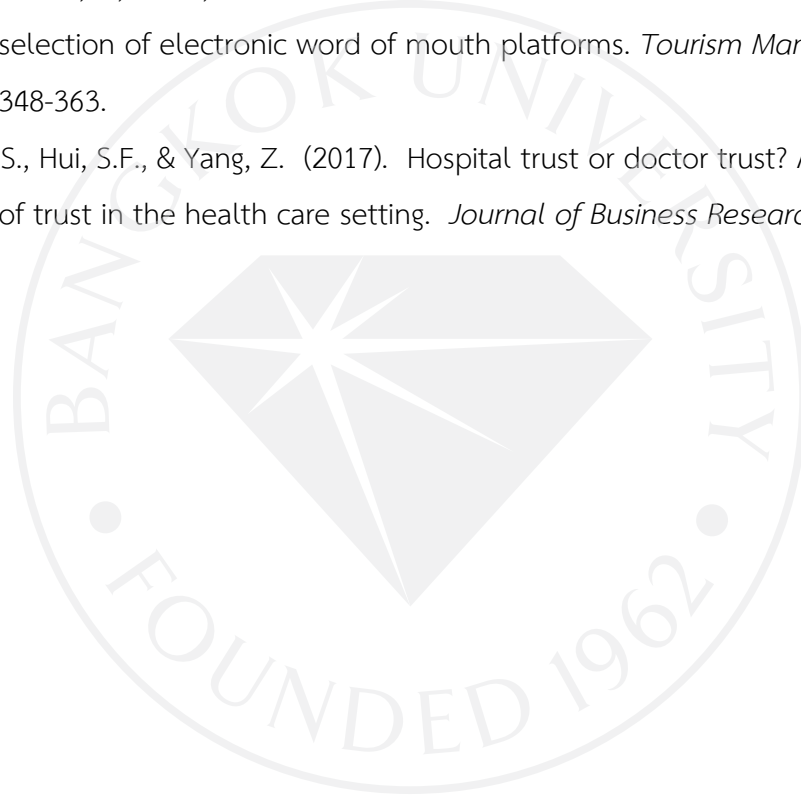 selection of electronic word of mouth platforms. Tourism Mar
348-363.
S., Hui, S.F., & Yang, Z. (2017). Hospital trust or doctor trust? A
of trust in the health care setting. Journal of Business Researc
BANGKOK UNIVERSITY
FOUNDED 1962